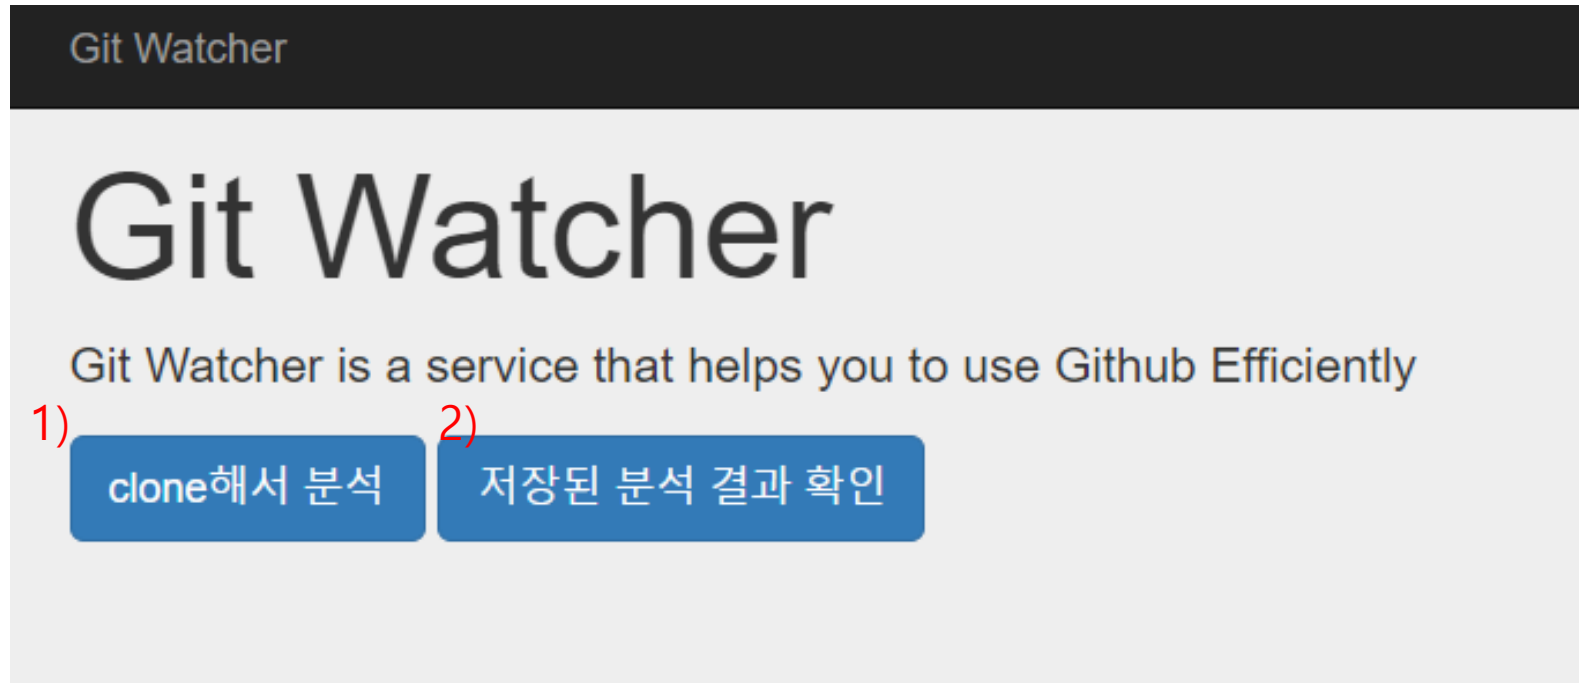 Git Watcher
Git Watcher
Git Watcher is a service that helps you to use Github Efficiently
1) 2)
clone해서 분석 저장된 분석 결과 확인